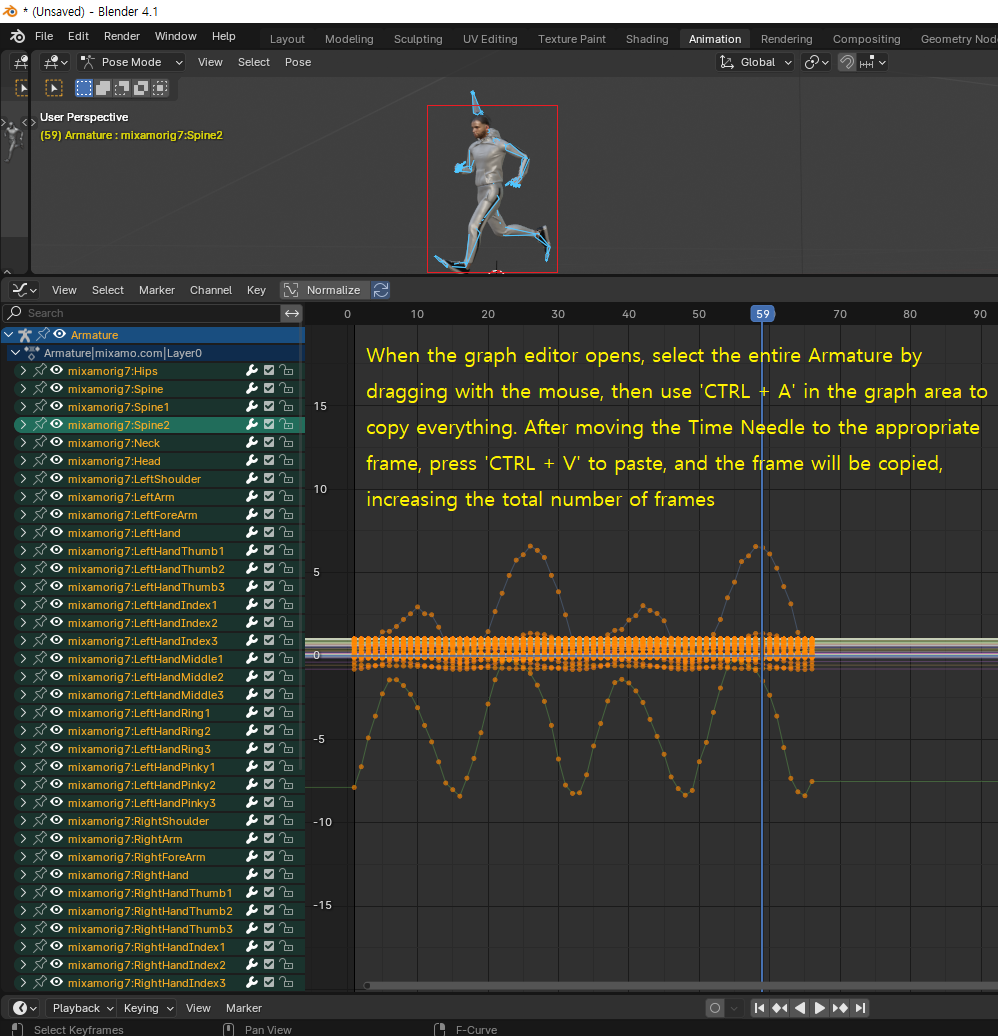 * (Unsaved) - Blender 4.1
File Edit Render Window Help Layout Modeling Sculpting UV Editing Texture Paint Shading Animation Rendering Compositing Geometry Nod
Pose Mode View Select Pose Global
User Perspective
(59) Armature : mixamorig7:Spine2
View Select Marker Channel Key Normalize
Search
0 10 20 30 40 50 59 70 80 90
Armature
Armature|mixamo.com|Layer0
mixamorig7:Hips
mixamorig7:Spine
mixamorig7:Spine1
mixamorig7:Spine2
mixamorig7:Neck
mixamorig7:Head
mixamorig7:LeftShoulder
mixamorig7:LeftArm
mixamorig7:LeftForeArm
mixamorig7:LeftHand
mixamorig7:LeftHandThumb1
mixamorig7:LeftHandThumb2
mixamorig7:LeftHandThumb3
mixamorig7:LeftHandIndex1
mixamorig7:LeftHandIndex2
mixamorig7:LeftHandIndex3
mixamorig7:LeftHandMiddle1
mixamorig7:LeftHandMiddle2
mixamorig7:LeftHandMiddle3
mixamorig7:LeftHandRing1
mixamorig7:LeftHandRing2
mixamorig7:LeftHandRing3
mixamorig7:LeftHandPinky1
mixamorig7:LeftHandPinky2
mixamorig7:LeftHandPinky3
mixamorig7:RightShoulder
mixamorig7:RightArm
mixamorig7:RightForeArm
mixamorig7:RightHand
mixamorig7:RightHandThumb1
mixamorig7:RightHandThumb2
mixamorig7:RightHandThumb3
mixamorig7:RightHandIndex1
mixamorig7:RightHandIndex2
mixamorig7:RightHandIndex3
When the graph editor opens, select the entire Armature by
dragging with the mouse, then use 'CTRL + A' in the graph area to
copy everything. After moving the Time Needle to the appropriate
frame, press 'CTRL + V' to paste, and the frame will be copied,
increasing the total number of frames
15
10
5
0
-5
-10
-15
Playback Keying View Marker
Select Keyframes Pan View F-Curve